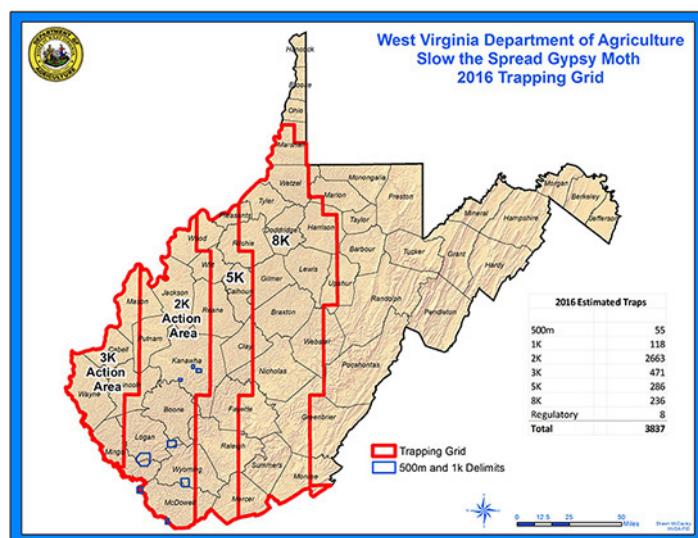 West Virginia Department of Agriculture
Slow the Spread Gypsy Moth
2016 Trapping Grid
DEPARTMENT OF
AGRICULTURE
Hancock
Brooke
Ohio
Marshall
Wetzel
Monongalia
Marion
Preston
Morgan
Berkeley
Jefferson
Tyler
Pleasants
Doddridge
Harrison
Taylor
Mineral
Hampshire
Wood
Ritchie
8K
Barbour
Tucker
Grant
Hardy
Wirt
5K
Gilmer
Lewis
Upshur
Randolph
Mason
Jackson
2K
Action
Area
Roane
Calhoun
Braxton
Pendleton
Putnam
Cabell
3K
Action
Area
Kanawha
Clay
Webster
Pocahontas
Nicholas
Wayne
Lincoln
Boone
Fayette
Greenbrier
Logan
Mingo
Raleigh
Wyoming
Summers
Monroe
McDowell
Mercer
2016 Estimated Traps
500m 55
1K 118
2K 2663
3K 471
5K 286
8K 236
Regulatory 8
Total 3837
Trapping Grid
500m and 1k Delimits
0 12.5 25 50
Miles